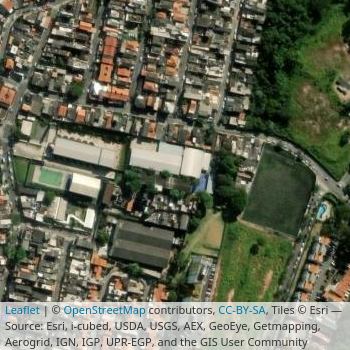 Leaflet | © OpenStreetMap contributors, CC-BY-SA, Tiles © Esri —
Source: Esri, i-cubed, USDA, USGS, AEX, GeoEye, Getmapping,
Aerogrid, IGN, IGP, UPR-EGP, and the GIS User Community